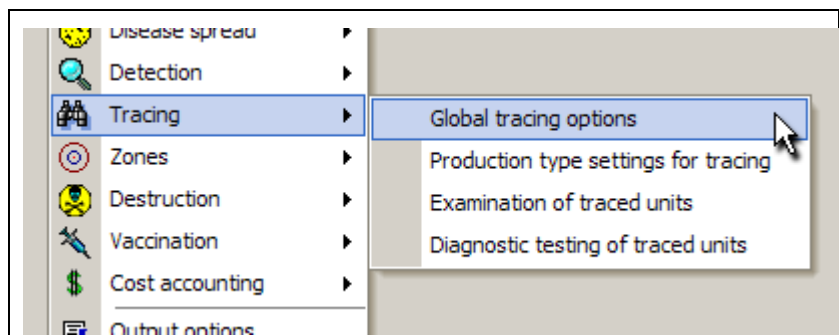 Disease spread
Detection
Tracing
Global tracing options
Zones
Production type settings for tracing
Destruction
Examination of traced units
Vaccination
Diagnostic testing of traced units
Cost accounting
$
Output options